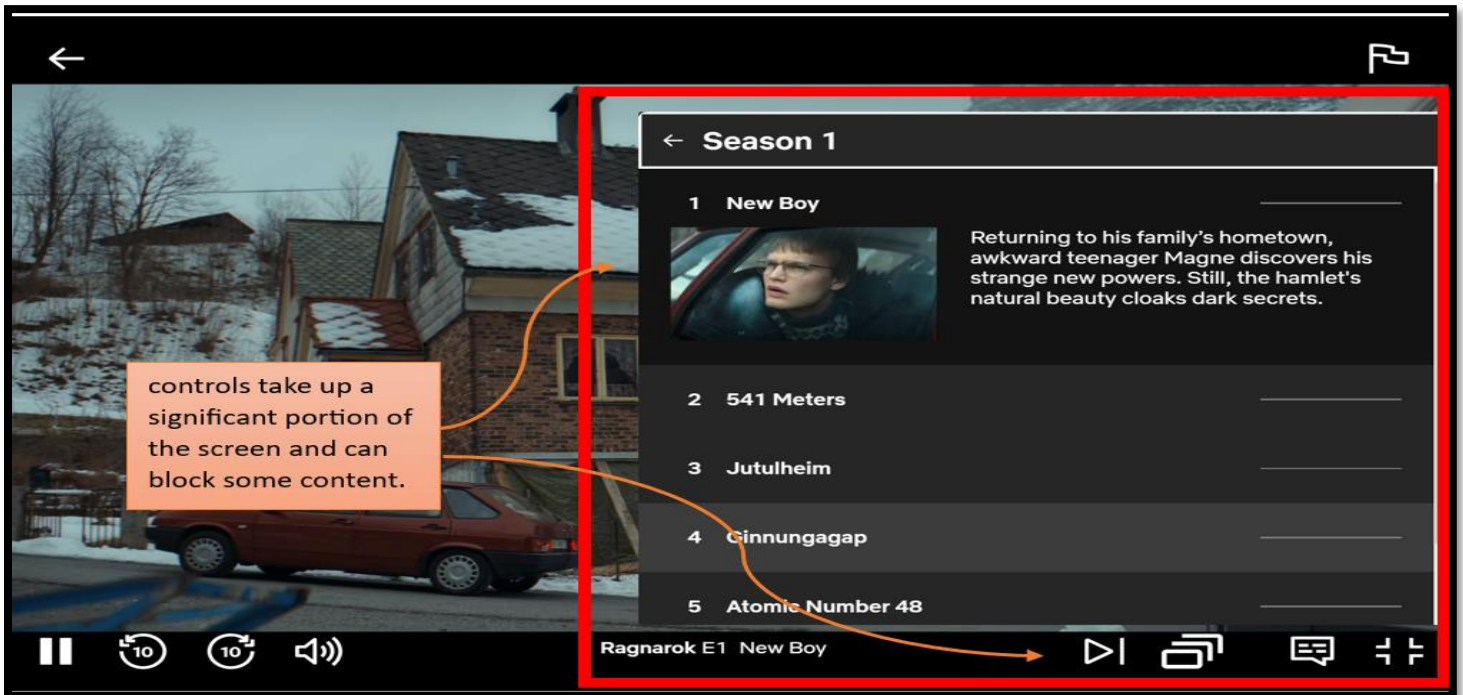 Season 1
1 New Boy
Returning to his family's hometown,
awkward teenager Magne discovers his
strange new powers. Still, the hamlet's
natural beauty cloaks dark secrets.
controls take up a
significant portion of
the screen and can
block some content.
2 541 Meters
3 Jutulheim
4 Ginnungagap
5 Atomic Number 48
10 10
Ragnarok E1 New Boy